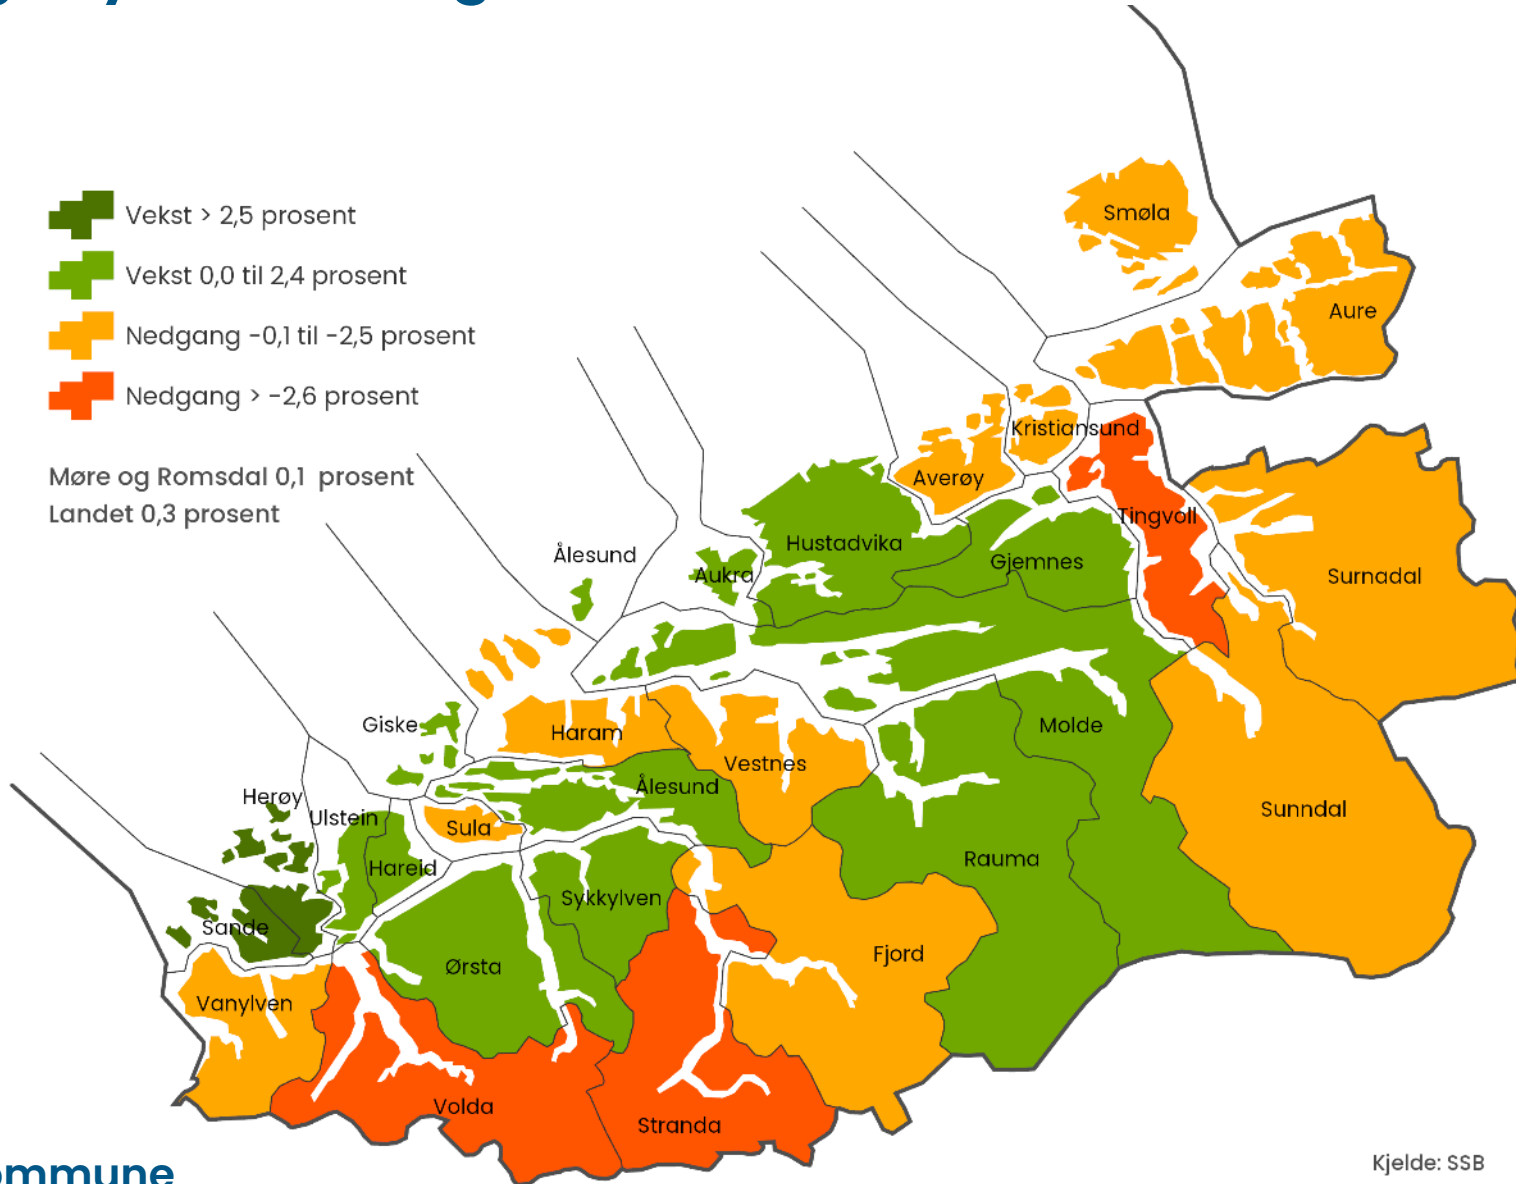 Vekst > 2,5 prosent
Vekst 0,0 til 2,4 prosent
Nedgang -0,1 til -2,5 prosent
Nedgang > -2,6 prosent
Møre og Romsdal 0,1 prosent
Landet 0,3 prosent
Smøla
Aure
Kristiansund
Averøy
Tingvoll
Hustadvika
Ålesund
Gjemnes
Aukra
Surnadal
Giske
Haram
Molde
Vestnes
Ålesund
Herøy
Ulstein
Sula
Sunndal
Hareid
Rauma
Sykkylven
Sande
Fjord
Ørsta
Vanylven
Volda
Stranda
Kjelde: SSB
ommune